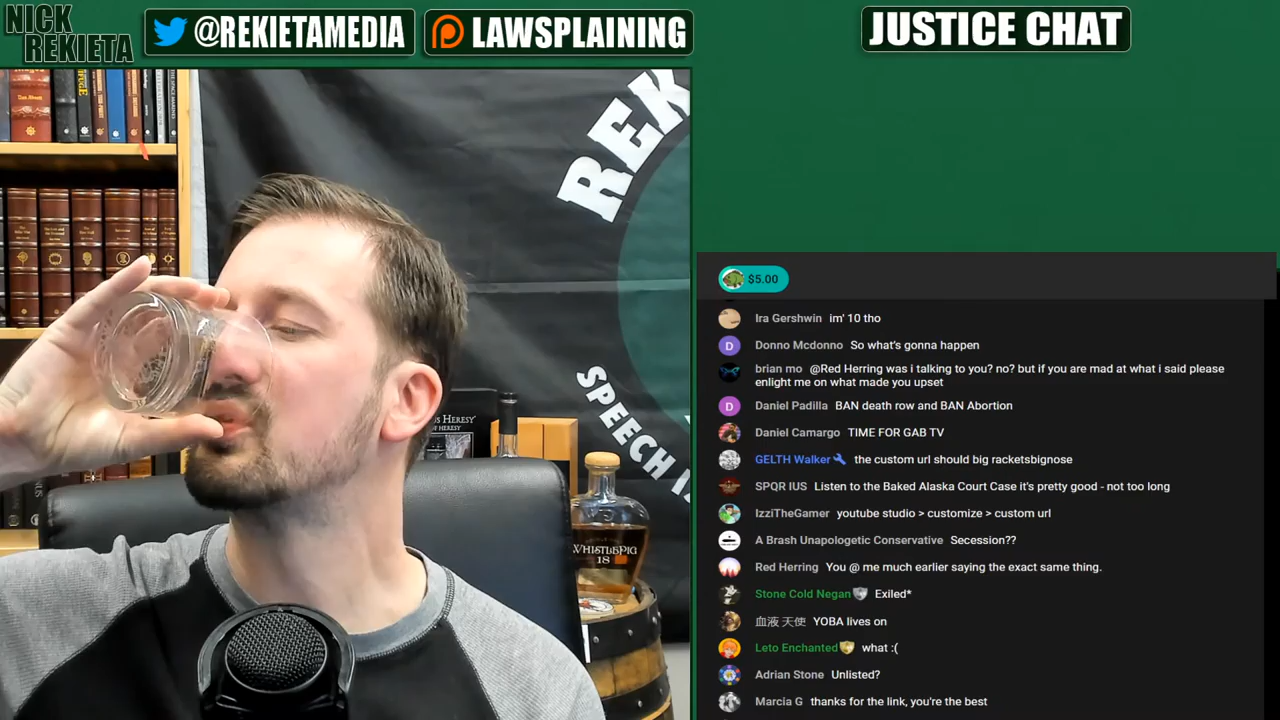 NICK
REKIETA
@REKIETAMEDIA
LAWSPLAINING
JUSTICE CHAT
REK
SPEECH
HERESY
OF HERESY
WHISTLEPIG
18
$5.00
Ira Gershwin im' 10 tho
D Donno Mcdonno So what's gonna happen
brian mo @Red Herring was i talking to you? no? but if you are mad at what i said please
enlight me on what made you upset
D Daniel Padilla BAN death row and BAN Abortion
Daniel Camargo TIME FOR GAB TV
GELTH Walker the custom url should big racketsbignose
SPQR IUS Listen to the Baked Alaska Court Case it's pretty good - not too long
IzziTheGamer youtube studio > customize > custom url
A Brash Unapologetic Conservative Secession??
Red Herring You @ me much earlier saying the exact same thing.
Stone Cold Negan Exiled*
血液 天使 YOBA lives on
Leto Enchanted what :(
Adrian Stone Unlisted?
Marcia G thanks for the link, you're the best